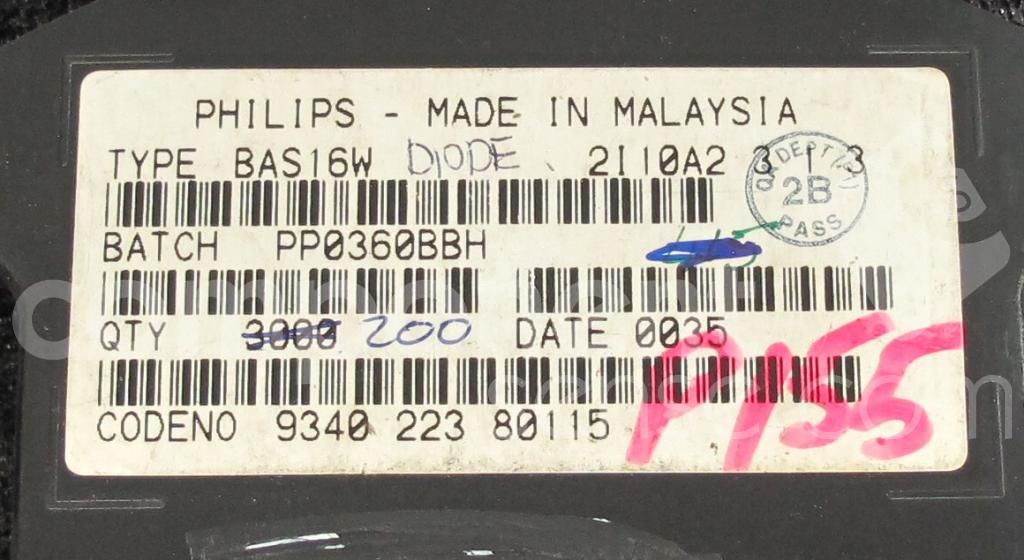 PHILIPS - MADE IN MALAYSIA
TYPE BAS16W DIODE. 2I10A2 3 I 3
QA DEPT
2B
PASS
BATCH PP0360BBH
QTY 3000 200 DATE 0035
P155
CODENO 9340 223 80115